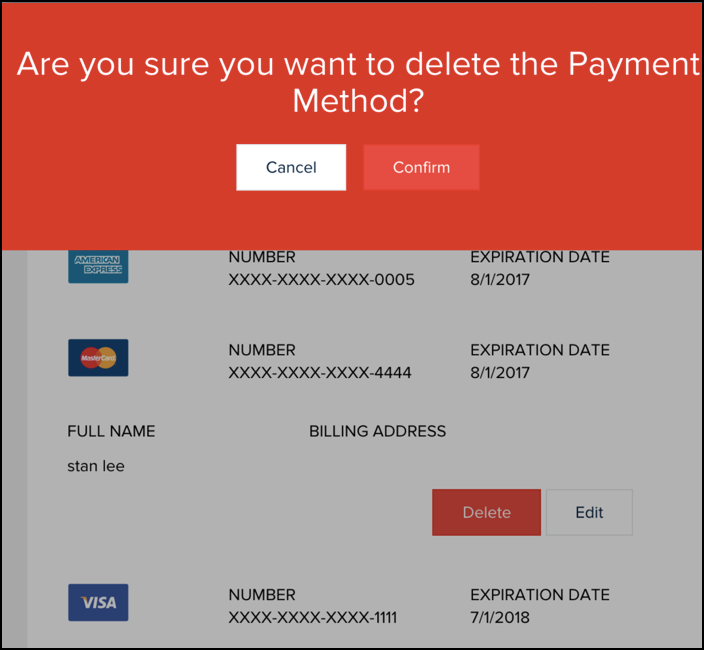 Are you sure you want to delete the Payment
Method?
Cancel Confirm
AMERICAN EXPRESS
NUMBER EXPIRATION DATE
XXXX-XXXX-XXXX-0005 8/1/2017
MasterCard
NUMBER EXPIRATION DATE
XXXX-XXXX-XXXX-4444 8/1/2017
FULL NAME BILLING ADDRESS
stan lee
Delete Edit
VISA
NUMBER EXPIRATION DATE
XXXX-XXXX-XXXX-1111 7/1/2018